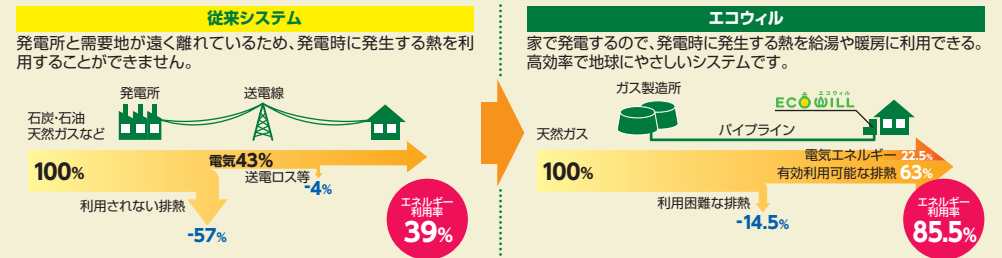 従来システム
発電所と需要地が遠く離れているため、発電時に発生する熱を利
用することができません。
発電所
送電線
石炭・石油
天然ガスなど
100%
電気43%
送電ロス等
-4%
利用されない排熱
-57%
エネルギー
利用率
39%
エコウィル
家で発電するので、発電時に発生する熱を給湯や暖房に利用できる。
高効率で地球にやさしいシステムです。
ガス製造所
エコウィル
ECOWILL
天然ガス
パイプライン
100%
電気エネルギー 22.5%
有効利用可能な排熱 63%
利用困難な排熱
-14.5%
エネルギー
利用率
85.5%